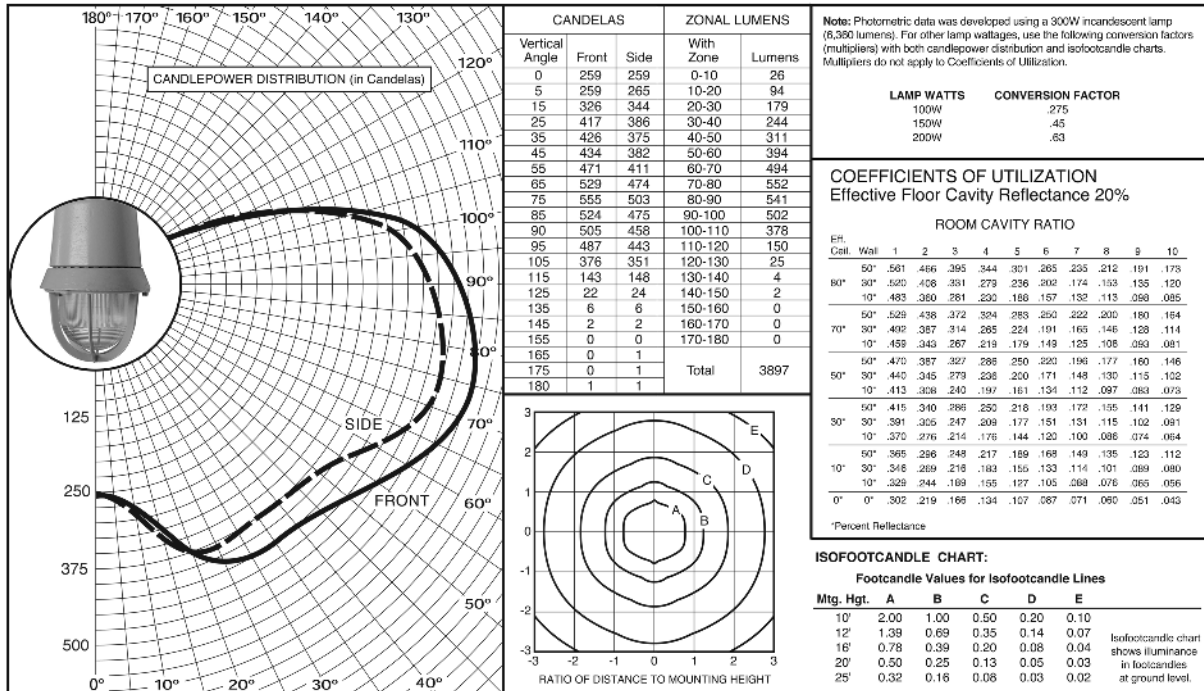 180° 170° 160° 150° 140° 130°
120°
110°
100°
90°
80°
70°
60°
50°
CANDLEPOWER DISTRIBUTION (in Candelas)
125
250
375
500
SIDE
FRONT
0° 10° 20° 30° 40°
CANDELAS
Vertical Angle Front Side
0 259 259
5 259 265
15 326 344
25 417 386
35 426 375
45 434 382
55 471 411
65 529 474
75 555 503
85 524 475
90 505 458
95 487 443
105 376 351
115 143 148
125 22 24
135 6 6
145 2 2
155 0 0
165 0 1
175 0 1
180 1 1
ZONAL LUMENS
With Zone Lumens
0-10 26
10-20 94
20-30 179
30-40 244
40-50 311
50-60 394
60-70 494
70-80 552
80-90 541
90-100 502
100-110 378
110-120 150
120-130 25
130-140 4
140-150 2
150-160 0
160-170 0
170-180 0
Total 3897
3
2
1
0
-1
-2
-3 -2 -1 0 1 2 3
A
B
C
D
E
RATIO OF DISTANCE TO MOUNTING HEIGHT
Note: Photometric data was developed using a 300W incandescent lamp
(6,360 lumens). For other lamp wattages, use the following conversion factors
(multipliers) with both candlepower distribution and isofootcandle charts.
Multipliers do not apply to Coefficients of Utilization.
LAMP WATTS CONVERSION FACTOR
100W .275
150W .45
200W .63
COEFFICIENTS OF UTILIZATION
Effective Floor Cavity Reflectance 20%
ROOM CAVITY RATIO
Eff.
Ceil. Wall 1 2 3 4 5 6 7 8 9 10
50* .561 .466 .395 .344 .301 .265 .235 .212 .191 .173
80* 30* .520 .408 .331 .279 .236 .202 .174 .153 .135 .120
10* .483 .360 .281 .230 .188 .157 .132 .113 .098 .085
50* .529 .438 .372 .324 .283 .250 .222 .200 .180 .164
70* 30* .492 .387 .314 .265 .224 .191 .165 .146 .128 .114
10* .459 .343 .267 .219 .179 .149 .125 .108 .093 .081
50* .470 .387 .327 .286 .250 .220 .196 .177 .160 .146
50* 30* .440 .345 .279 .236 .200 .171 .148 .130 .115 .102
10* .413 .308 .240 .197 .161 .134 .112 .097 .083 .073
50* .415 .340 .286 .250 .218 .193 .172 .155 .141 .129
30* 30* .391 .305 .247 .209 .177 .151 .131 .115 .102 .091
10* .370 .276 .214 .176 .144 .120 .100 .086 .074 .064
50* .365 .296 .248 .217 .189 .168 .149 .135 .123 .112
10* 30* .346 .269 .216 .183 .155 .133 .114 .101 .089 .080
10* .329 .244 .189 .155 .127 .105 .088 .076 .065 .056
0* 0* .302 .219 .166 .134 .107 .087 .071 .060 .051 .043
*Percent Reflectance
ISOFOOTCANDLE CHART:
Footcandle Values for Isofootcandle Lines
Mtg. Hgt. A B C D E
10' 2.00 1.00 0.50 0.20 0.10
12' 1.39 0.69 0.35 0.14 0.07
16' 0.78 0.39 0.20 0.08 0.04
20' 0.50 0.25 0.13 0.05 0.03
25' 0.32 0.16 0.08 0.03 0.02
Isofootcandle chart
shows illuminance
in footcandles
at ground level.